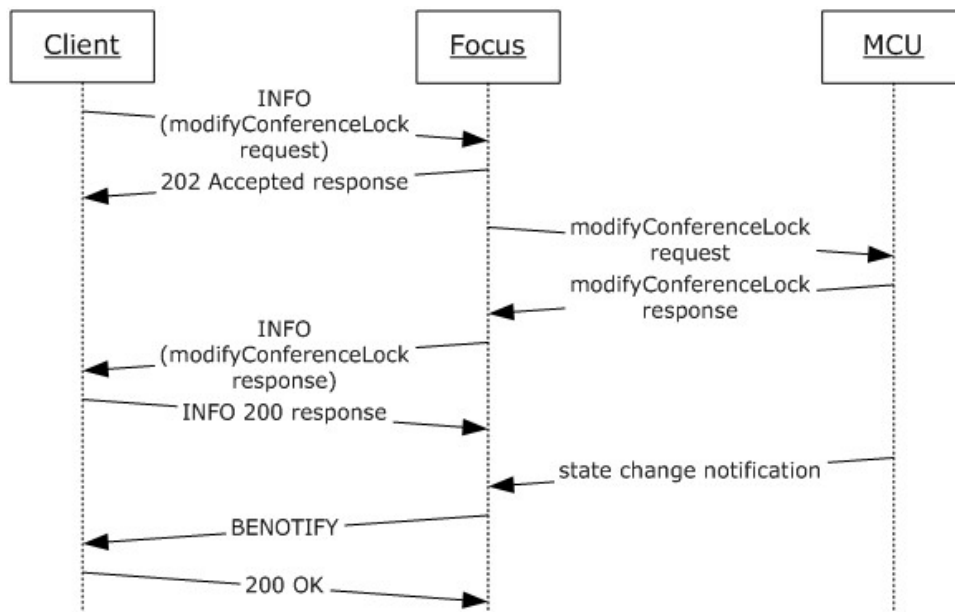 Client
Focus
MCU
INFO
(modifyConferenceLock
request)
202 Accepted response
modifyConferenceLock
request
modifyConferenceLock
response
INFO
(modifyConferenceLock
response)
INFO 200 response
state change notification
BENOTIFY
200 OK